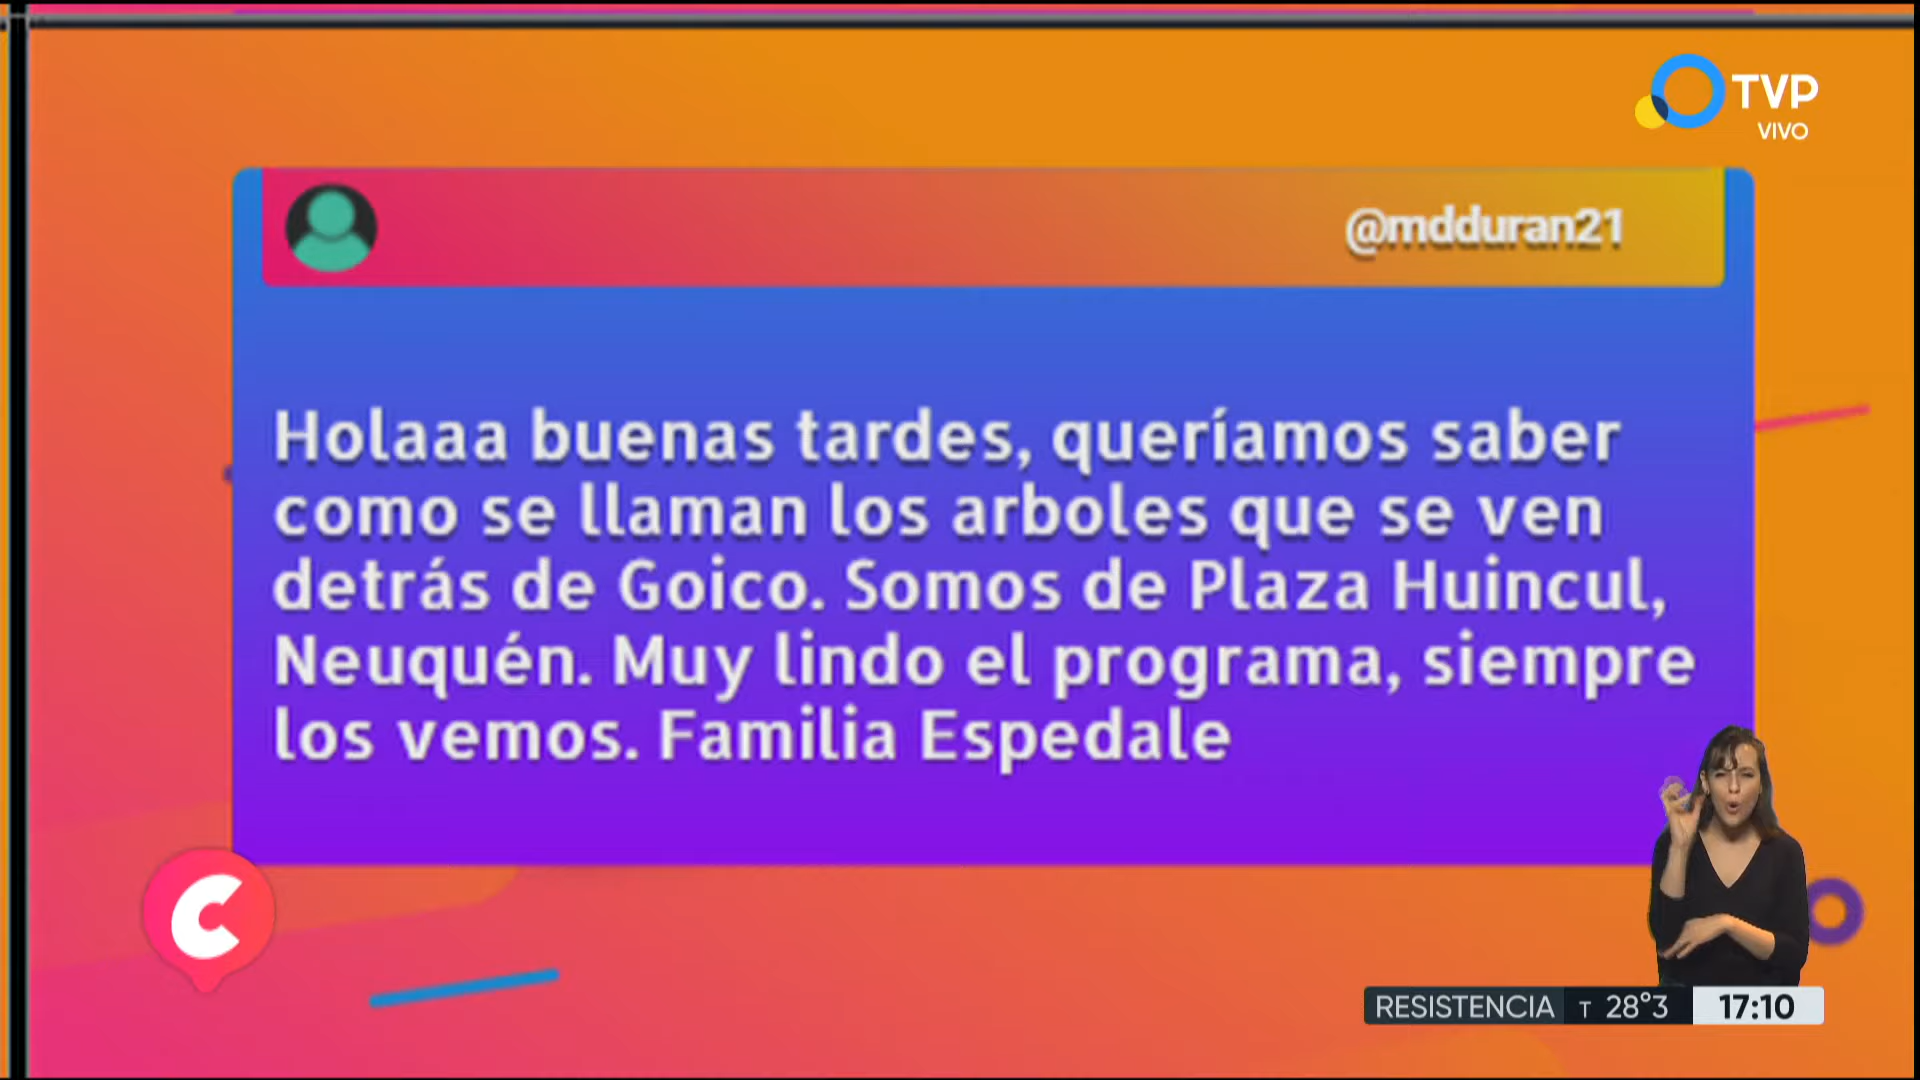 TVP
VIVO
@mdduran21
Holaaa buenas tardes, queríamos saber
como se llaman los arboles que se ven
detrás de Goico. Somos de Plaza Huincul,
Neuquén. Muy lindo el programa, siempre
los vemos. Familia Espedale
C
RESISTENCIA T 28°3 17:10